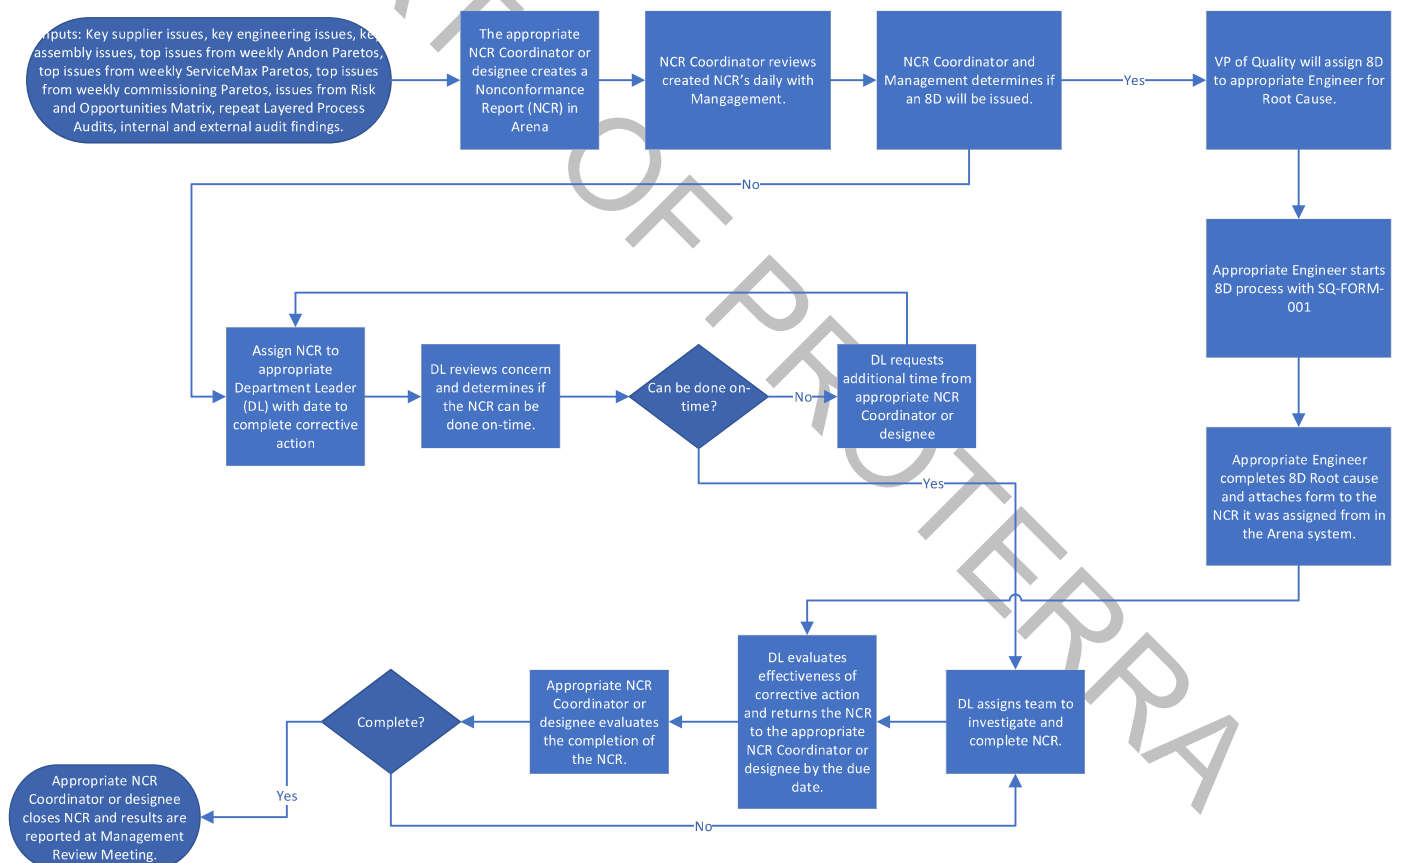 Inputs: Key supplier issues, key engineering issues, key
assembly issues, top issues from weekly Andon Paretos,
top issues from weekly ServiceMax Paretos, top issues
from weekly commissioning Paretos, issues from Risk
and Opportunities Matrix, repeat Layered Process
Audits, internal and external audit findings.
The appropriate
NCR Coordinator or
designee creates a
Nonconformance
Report (NCR) in
Arena
NCR Coordinator reviews
created NCR's daily with
Mangagement.
NCR Coordinator and
Management determines if
an 8D will be issued.
Yes
VP of Quality will assign 8D
to appropriate Engineer for
Root Cause.
No
Appropriate Engineer starts
8D process with SQ-FORM-
001
Assign NCR to
appropriate
Department Leader
(DL) with date to
complete corrective
action
DL reviews concern
and determines if
the NCR can be
done on-time.
Can be done on-
time?
No
DL requests
additional time from
appropriate NCR
Coordinator or
designee
Yes
Appropriate Engineer
completes 8D Root cause
and attaches form to the
NCR it was assigned from in
the Arena system.
DL assigns team to
investigate and
complete NCR.
DL evaluates
effectiveness of
corrective action
and returns the NCR
to the appropriate
NCR Coordinator or
designee by the due
date.
Appropriate NCR
Coordinator or
designee evaluates
the completion of
the NCR.
Complete?
Yes
No
Appropriate NCR
Coordinator or designee
closes NCR and results are
reported at Management
Review Meeting.
OF PROTERRA